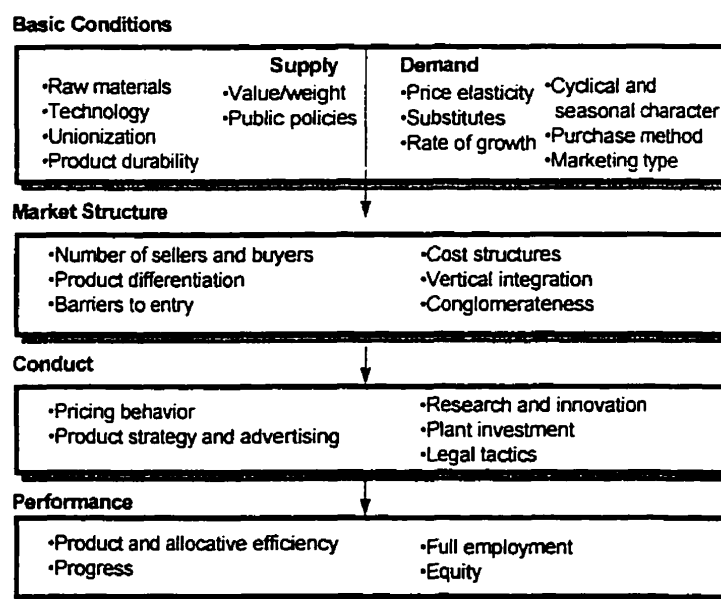 Basic Conditions
Supply
•Raw materials
•Value/weight
•Technology
•Public policies
•Unionization
•Product durability
Demand
•Price elasticity
•Substitutes
•Rate of growth
•Cyclical and
seasonal character
•Purchase method
•Marketing type
Market Structure
•Number of sellers and buyers
•Product differentiation
•Barriers to entry
•Cost structures
•Vertical integration
•Conglomerateness
Conduct
•Pricing behavior
•Product strategy and advertising
•Research and innovation
•Plant investment
•Legal tactics
Performance
•Product and allocative efficiency
•Progress
•Full employment
•Equity